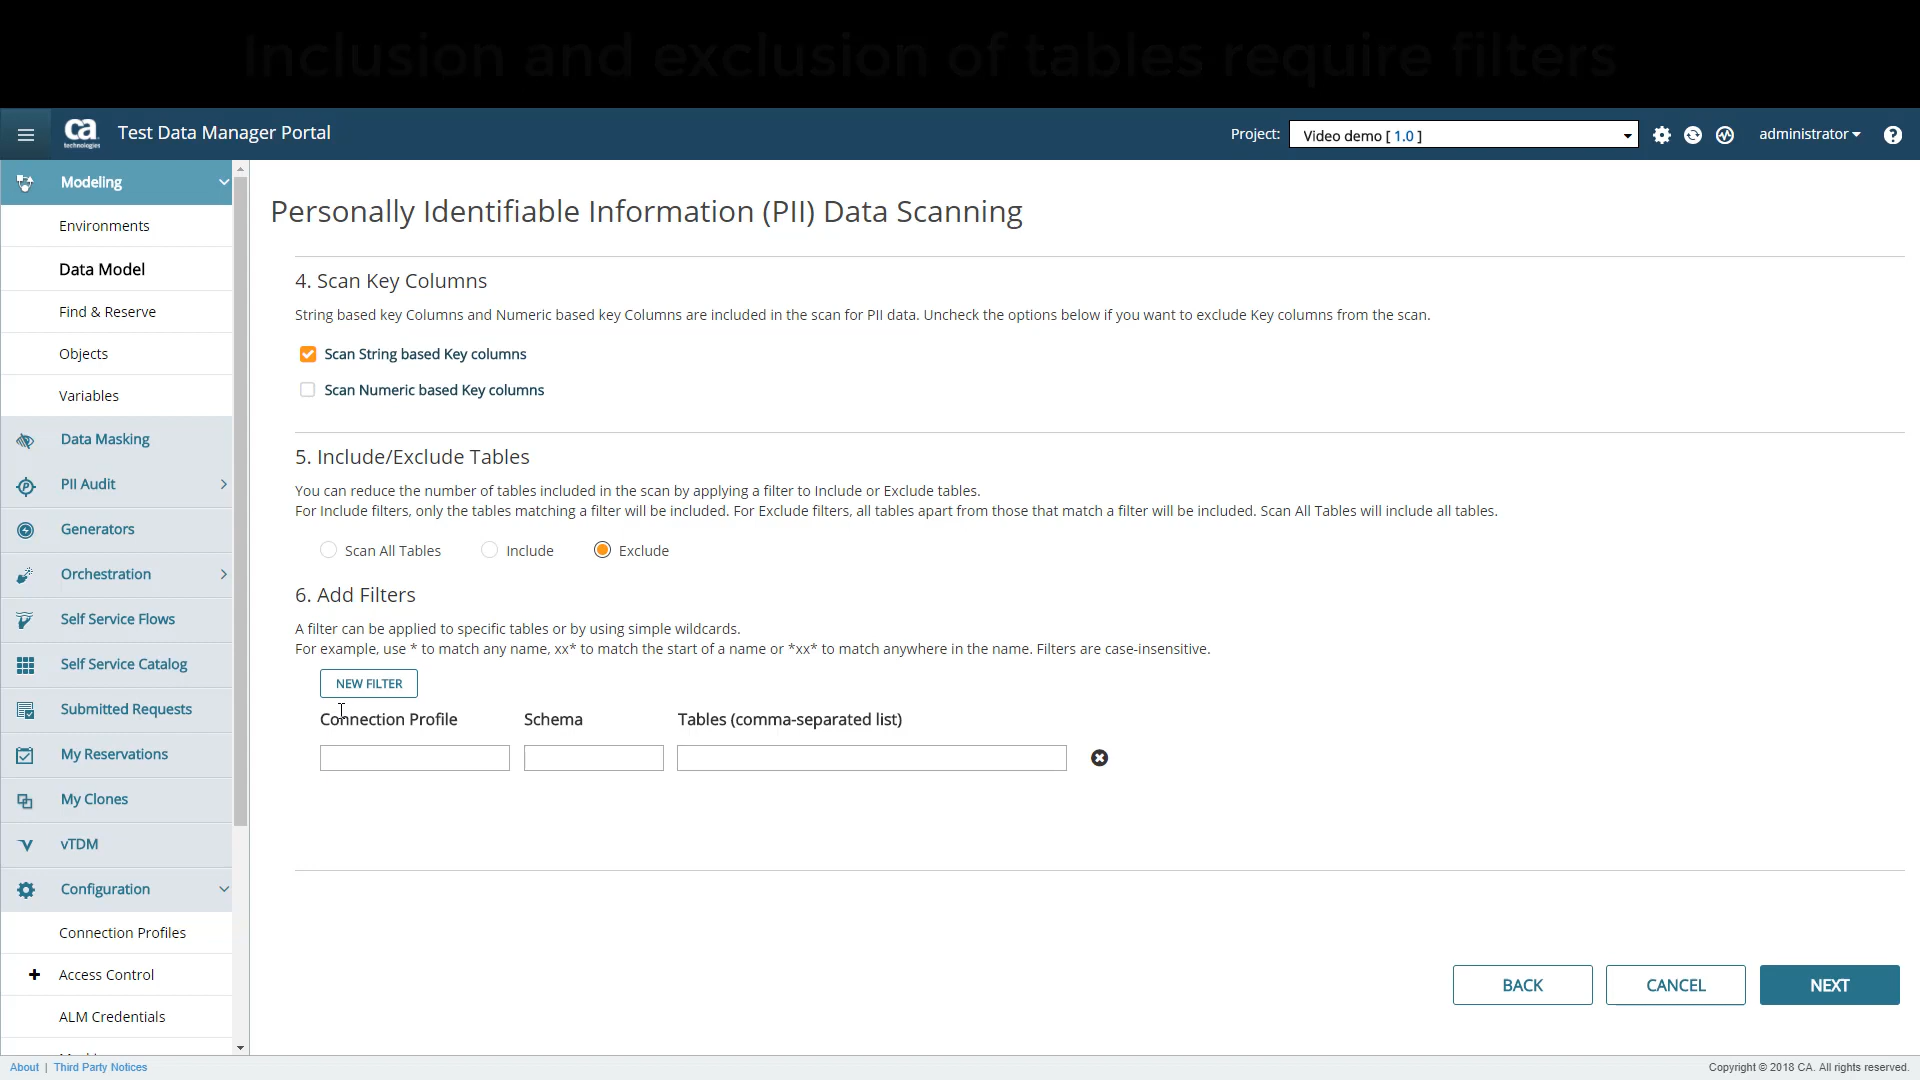 Inclusion and exclusion of tables require filters
ca technologies
Test Data Manager Portal
Project:
Video demo [ 1.0 ]
administrator
Modeling
Environments
Data Model
Find & Reserve
Objects
Variables
Data Masking
PII Audit
Generators
Orchestration
Self Service Flows
Self Service Catalog
Submitted Requests
My Reservations
My Clones
vTDM
Configuration
Connection Profiles
Access Control
ALM Credentials
Personally Identifiable Information (PII) Data Scanning
4. Scan Key Columns
String based key Columns and Numeric based key Columns are included in the scan for PII data. Uncheck the options below if you want to exclude Key columns from the scan.
Scan String based Key columns
Scan Numeric based Key columns
5. Include/Exclude Tables
You can reduce the number of tables included in the scan by applying a filter to Include or Exclude tables.
For Include filters, only the tables matching a filter will be included. For Exclude filters, all tables apart from those that match a filter will be included. Scan All Tables will include all tables.
Scan All Tables Include Exclude
6. Add Filters
A filter can be applied to specific tables or by using simple wildcards.
For example, use * to match any name, xx* to match the start of a name or *xx* to match anywhere in the name. Filters are case-insensitive.
NEW FILTER
Connection Profile Schema Tables (comma-separated list)
BACK CANCEL NEXT
About | Third Party Notices
Copyright © 2018 CA. All rights reserved.